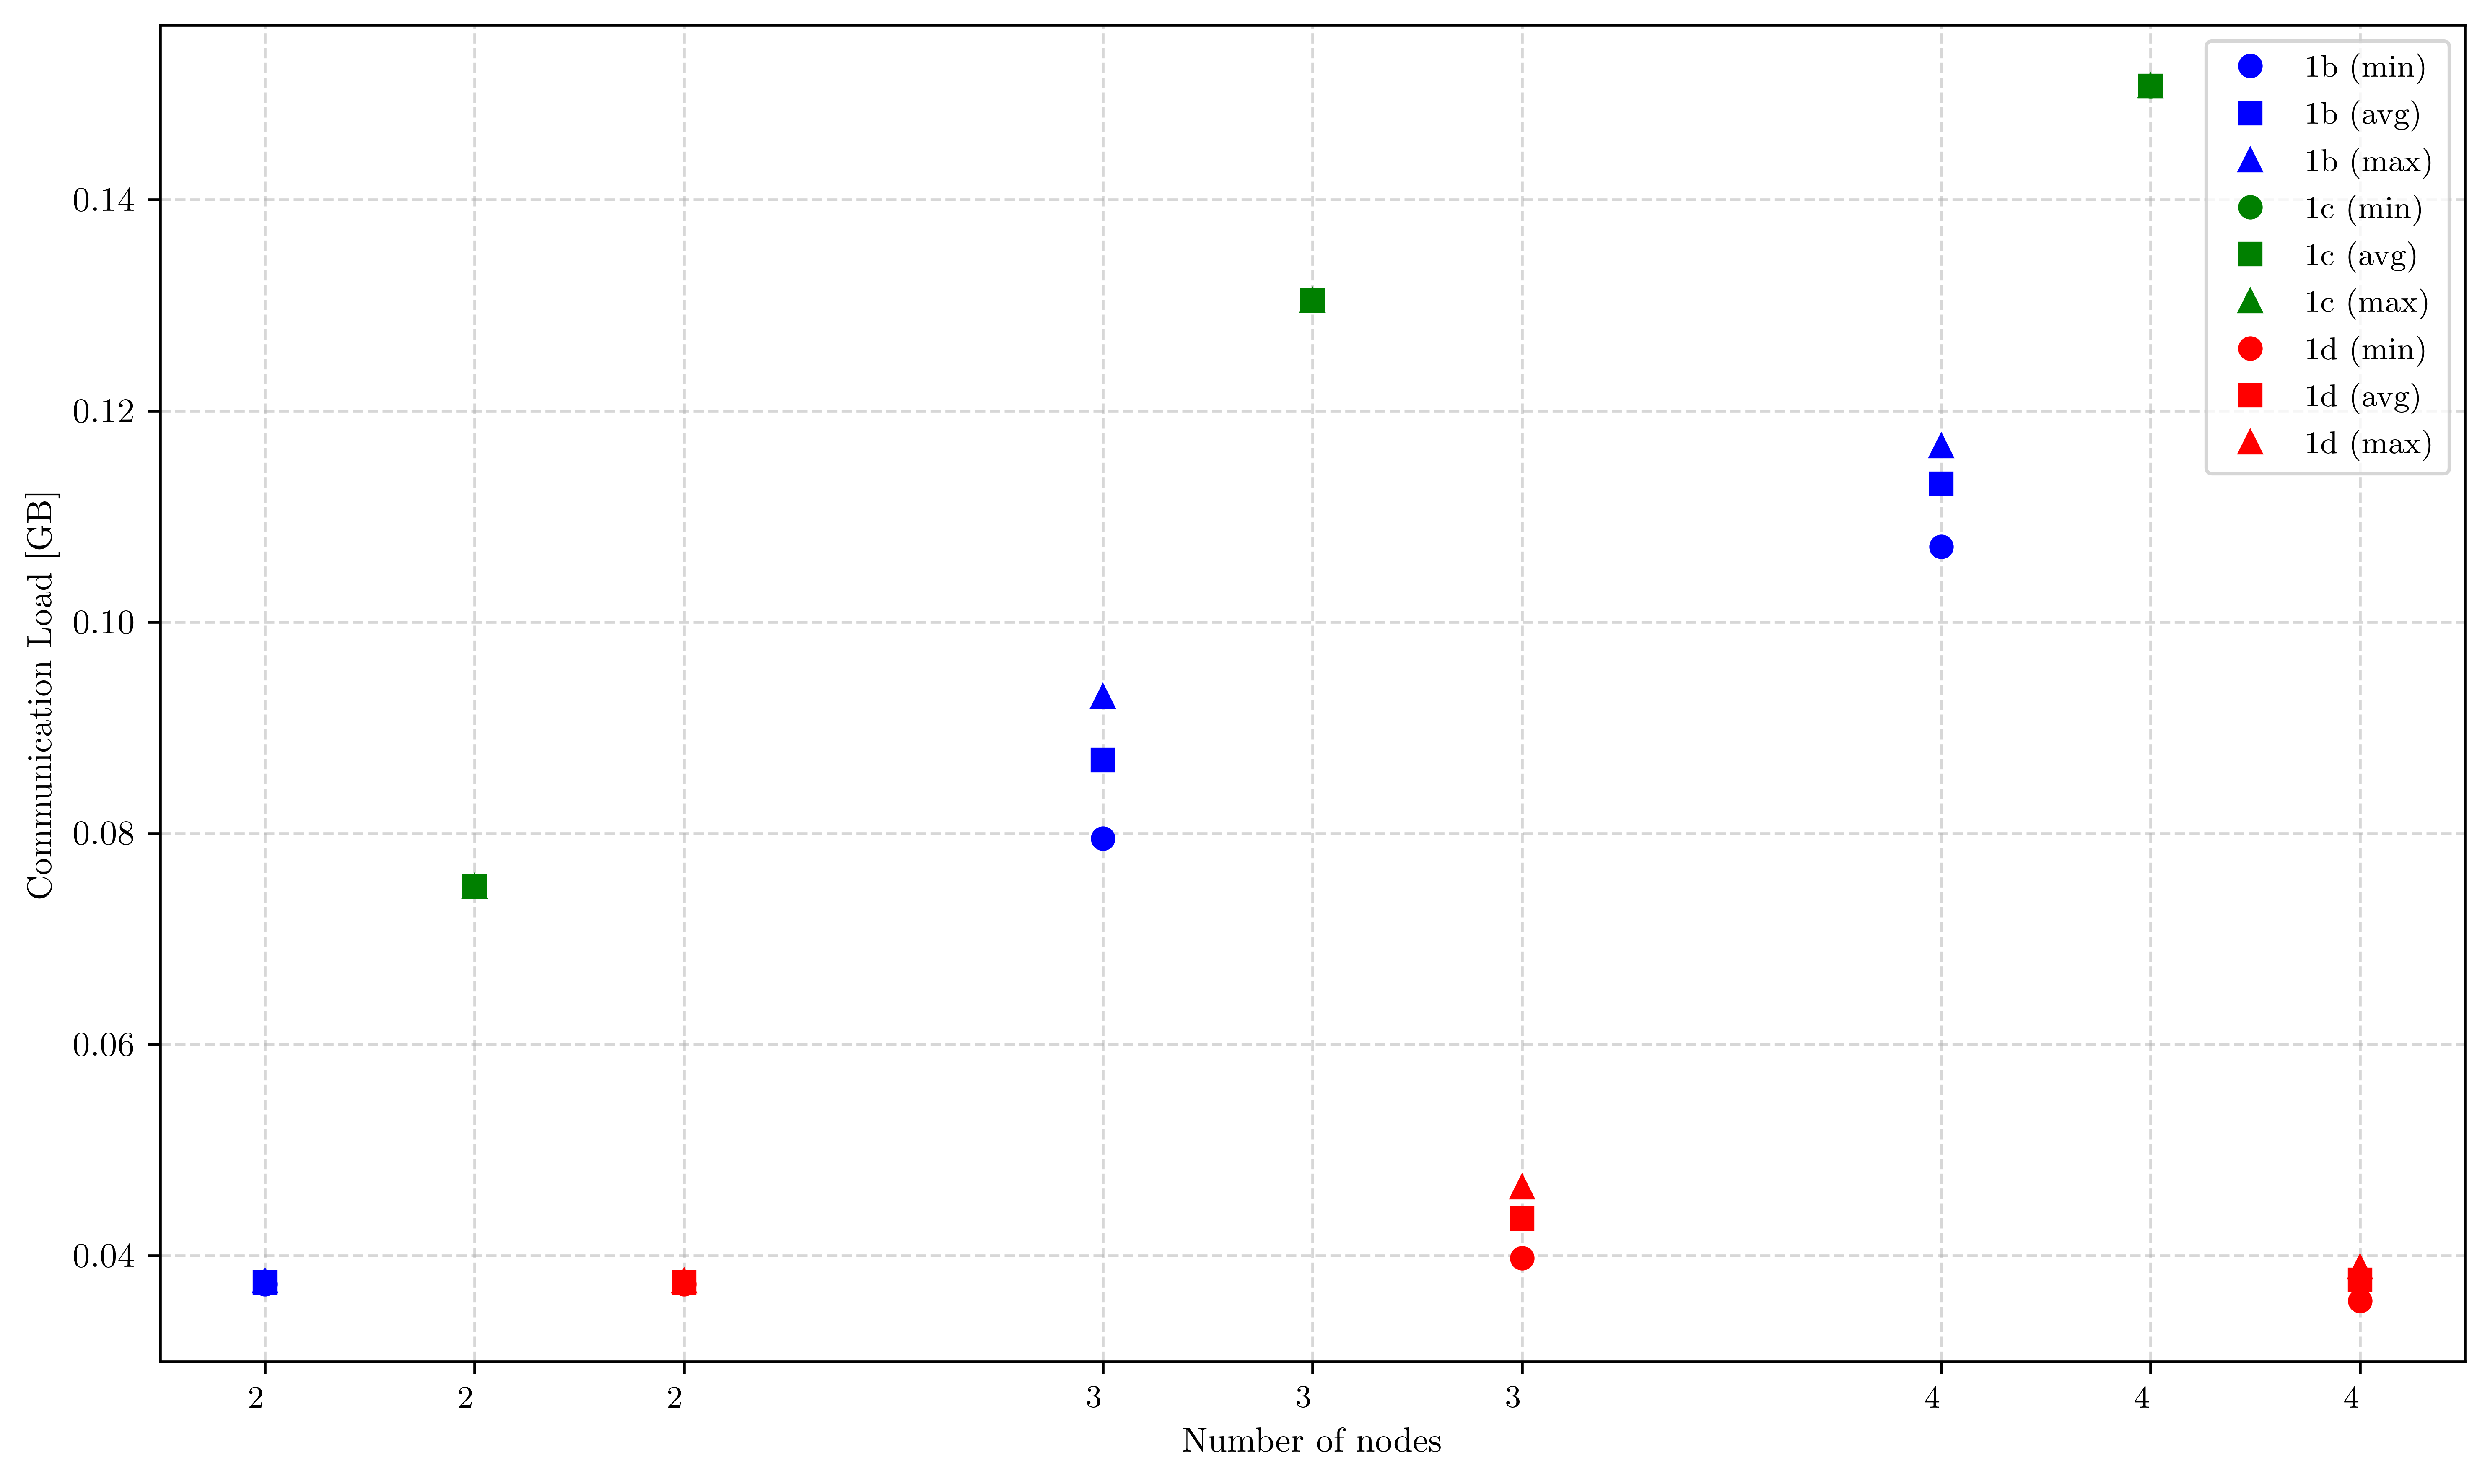 1b (min)
1b (avg)
1b (max)
1c (min)
1c (avg)
1c (max)
1d (min)
1d (avg)
1d (max)
0.14
0.12
0.10
0.08
0.06
0.04
Communication Load [GB]
2 2 2 3 3 3 4 4 4
Number of nodes